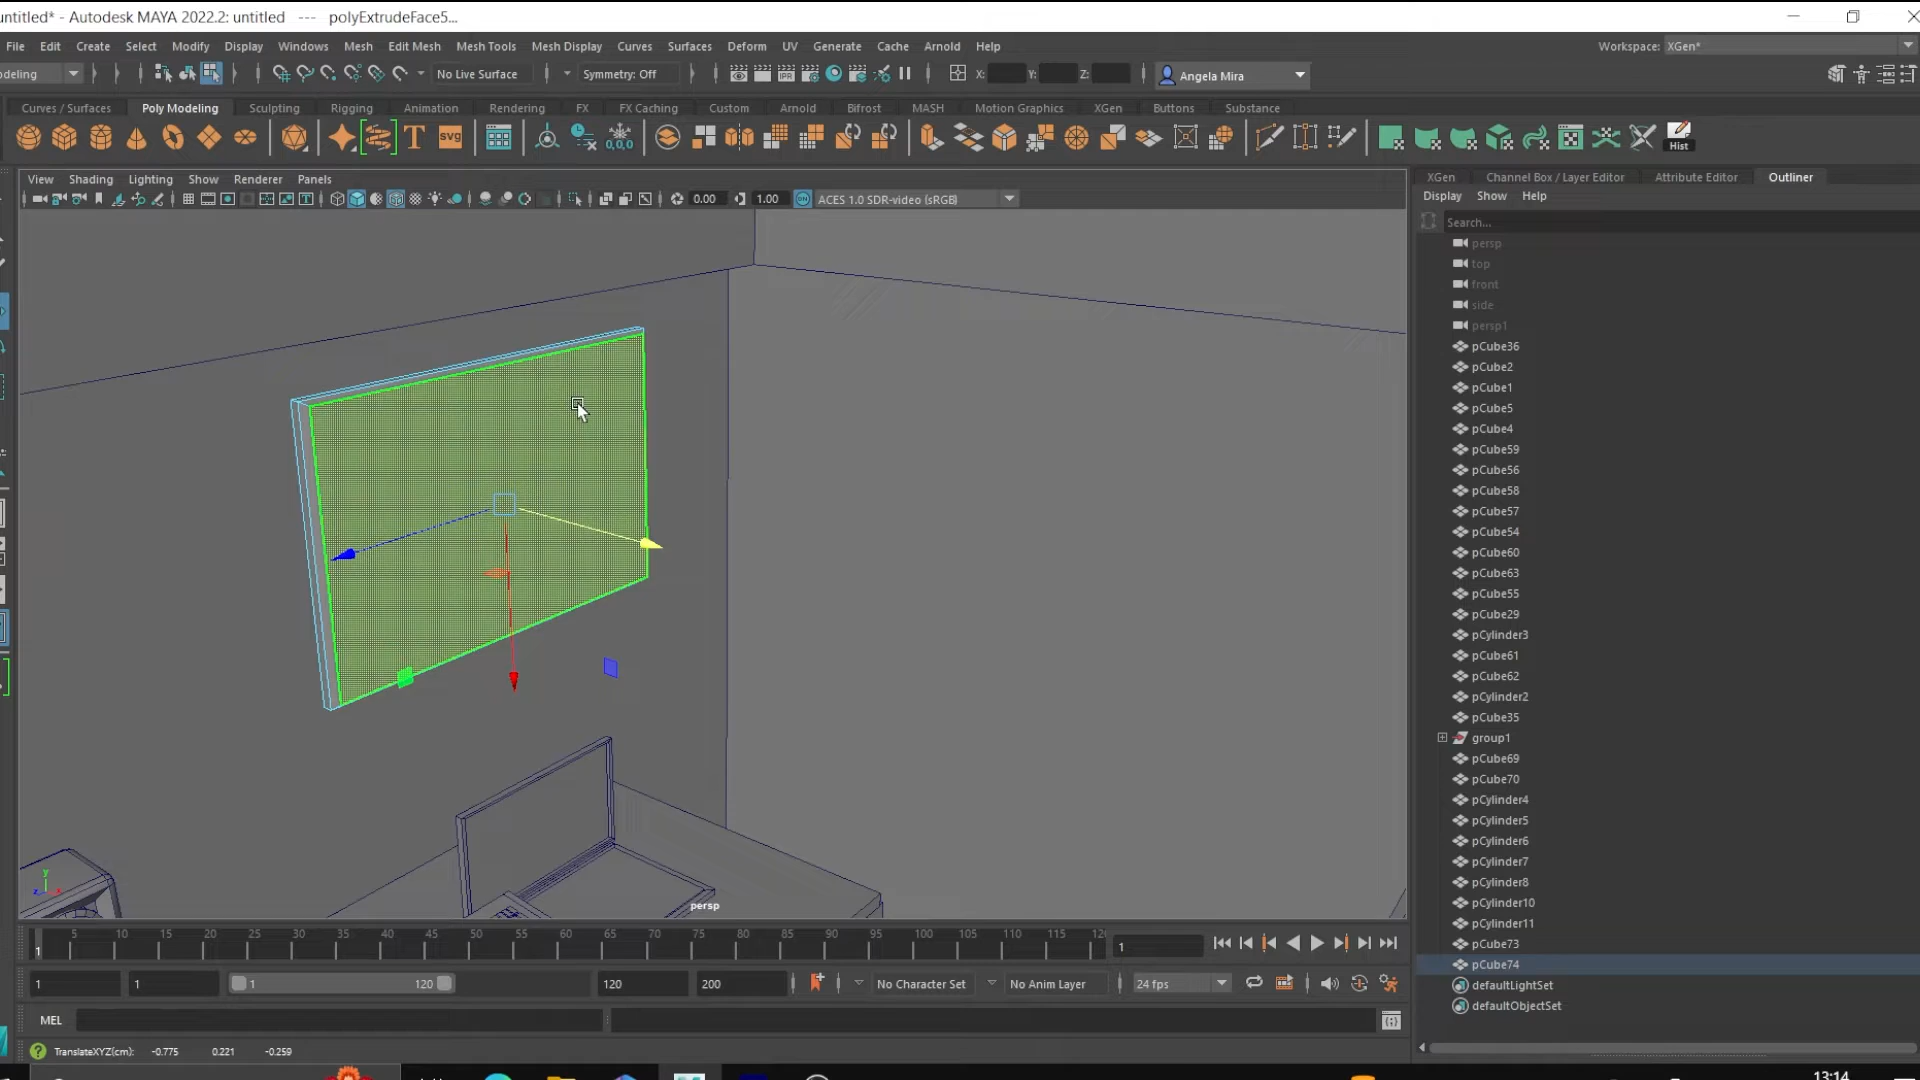 untitled* - Autodesk MAYA 2022.2: untitled --- polyExtrudeFace5...
File Edit Create Select Modify Display Windows Mesh Edit Mesh Mesh Tools Mesh Display Curves Surfaces Deform UV Generate Cache Arnold Help
Workspace: XGen*
No Live Surface Symmetry: Off X: Y: Z: Angela Mira
Curves / Surfaces Poly Modeling Sculpting Rigging Animation Rendering FX FX Caching Custom Arnold Bifrost MASH Motion Graphics XGen Buttons Substance
T svg 0,0,0 Hist
View Shading Lighting Show Renderer Panels
0.00 1.00 ACES 1.0 SDR-video (sRGB)
XGen Channel Box / Layer Editor Attribute Editor Outliner
Display Show Help
Search...
persp
top
front
side
persp1
pCube36
pCube2
pCube1
pCube5
pCube4
pCube59
pCube56
pCube58
pCube57
pCube54
pCube60
pCube63
pCube55
pCube29
pCylinder3
pCube61
pCube62
pCylinder2
pCube35
group1
pCube69
pCube70
pCylinder4
pCylinder5
pCylinder6
pCylinder7
pCylinder8
pCylinder10
pCylinder11
pCube73
pCube74
defaultLightSet
defaultObjectSet
y
z x
persp
1 5 10 15 20 25 30 35 40 45 50 55 60 65 70 75 80 85 90 95 100 105 110 115 12
1
1 1 1 120 120 200 No Character Set No Anim Layer 24 fps
MEL
TranslateXYZ(cm): -0.775 0.221 -0.259
13:14